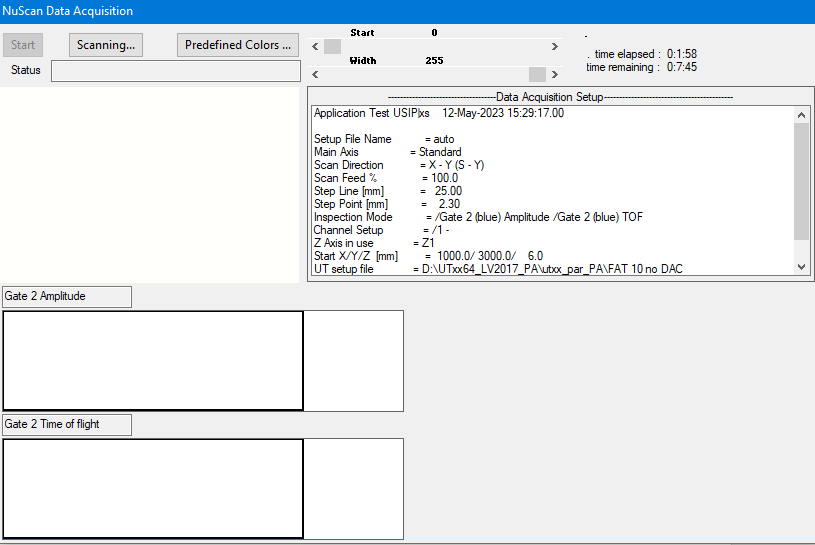 NuScan Data Acquisition
Start Scanning... Predefined Colors ...
Start 0
Width 255
time elapsed : 0:1:58
time remaining : 0:7:45
Status
Data Acquisition Setup
Application Test USIP|xs 12-May-2023 15:29:17.00
Setup File Name = auto
Main Axis = Standard
Scan Direction = X - Y (S - Y)
Scan Feed % = 100.0
Step Line [mm] = 25.00
Step Point [mm] = 2.30
Inspection Mode = /Gate 2 (blue) Amplitude /Gate 2 (blue) TOF
Channel Setup = /1 -
Z Axis in use = Z1
Start X/Y/Z [mm] = 1000.0/ 3000.0/ 6.0
UT setup file = D:\UTxx64_LV2017_PA\utxx_par_PA\FAT 10 no DAC
Gate 2 Amplitude
Gate 2 Time of flight